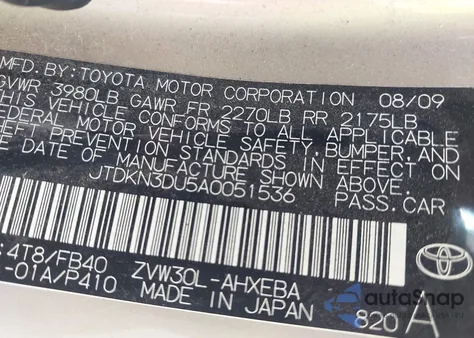 MFD. BY: TOYOTA MOTOR CORPORATION 08/09
GVWR 3980LB GAWR FR 2270LB RR 2175LB
THIS VEHICLE CONFORMS TO ALL APPLICABLE
FEDERAL MOTOR VEHICLE SAFETY, BUMPER, AND
THEFT PREVENTION STANDARDS IN EFFECT ON
THE DATE OF MANUFACTURE SHOWN ABOVE.
JTDKN3DU5A0051536 PASS. CAR
:4T8/FB40 ZVW30L-AHXEBA
-01A/P410 MADE IN JAPAN 820 A
TOYOTA
autoSnap